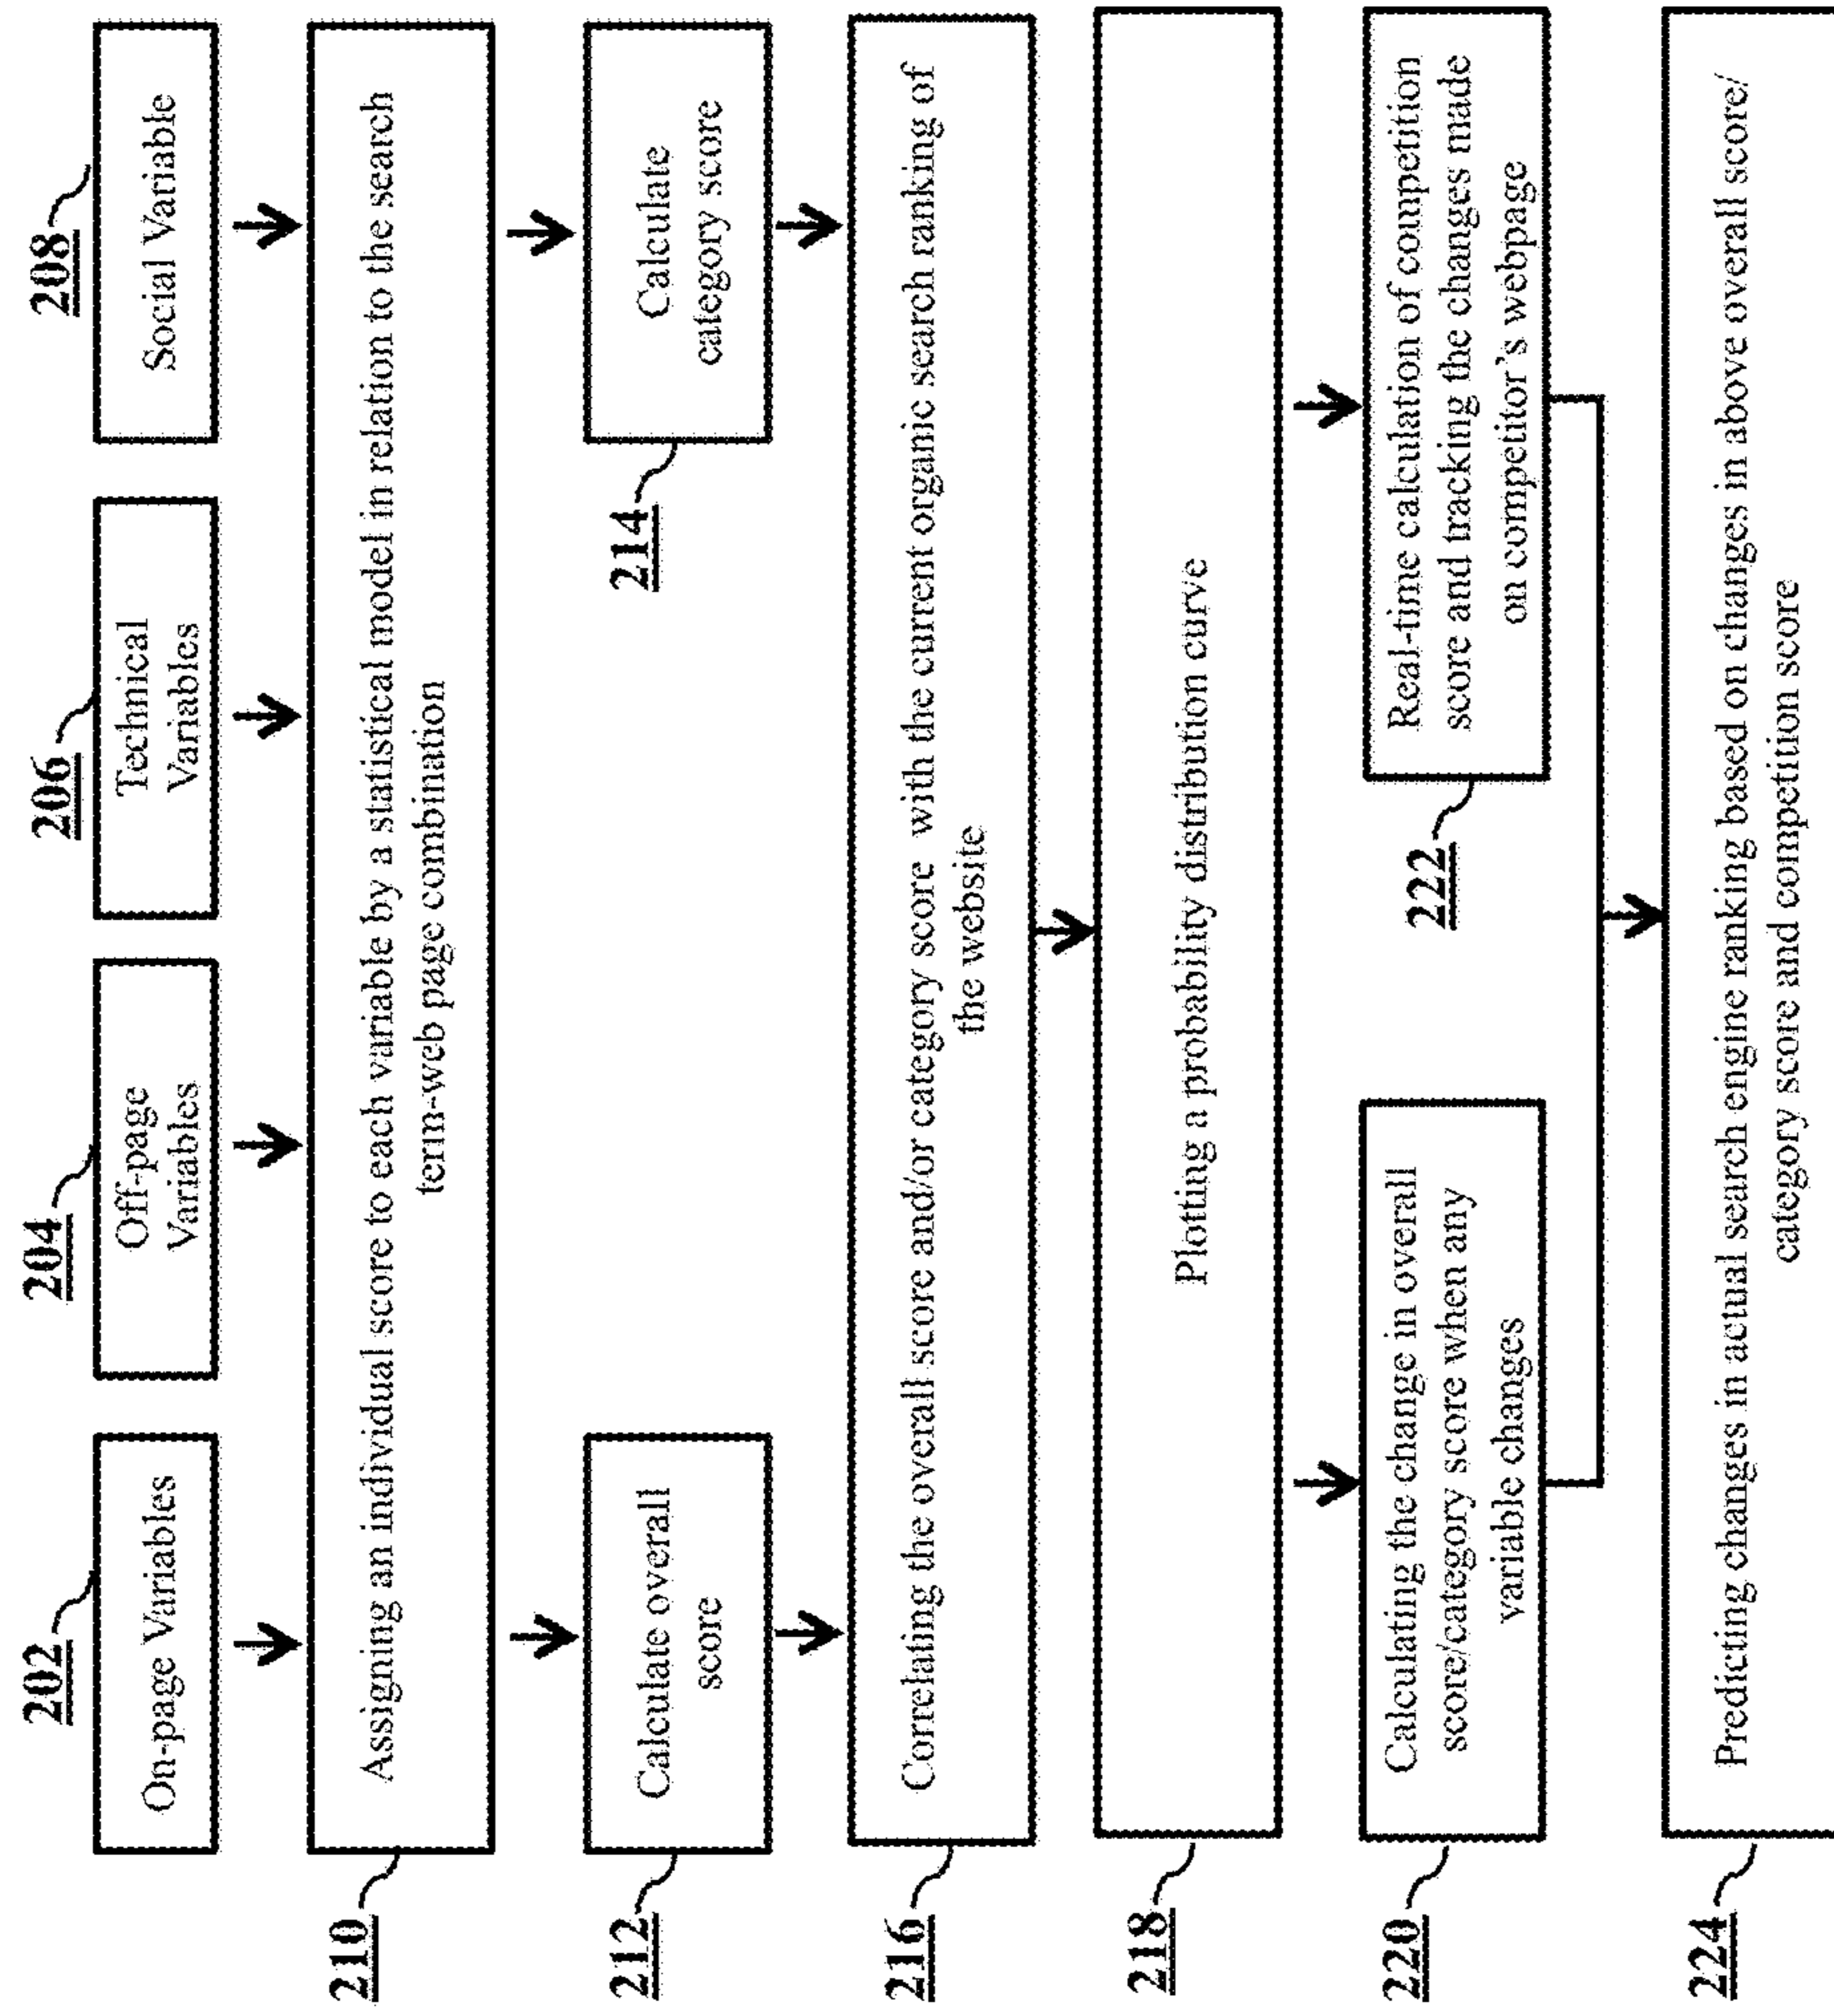 202
204
206
208
On-page Variables
Off-page
Variables
Technical
Variables
Social Variable
210
Assigning an individual score to each variable by a statistical model in relation to the search
term-web page combination
212
Calculate overall
score
214
Calculate
category score
216
Correlating the overall score and/or category score with the current organic search ranking of
the website
218
Plotting a probability distribution curve
220
Calculating the change in overall
score/category score when any
variable changes
222
Real-time calculation of competition
score and tracking the changes made
on competitor's webpage
224
Predicting changes in actual search engine ranking based on changes in above overall score/
category score and competition score